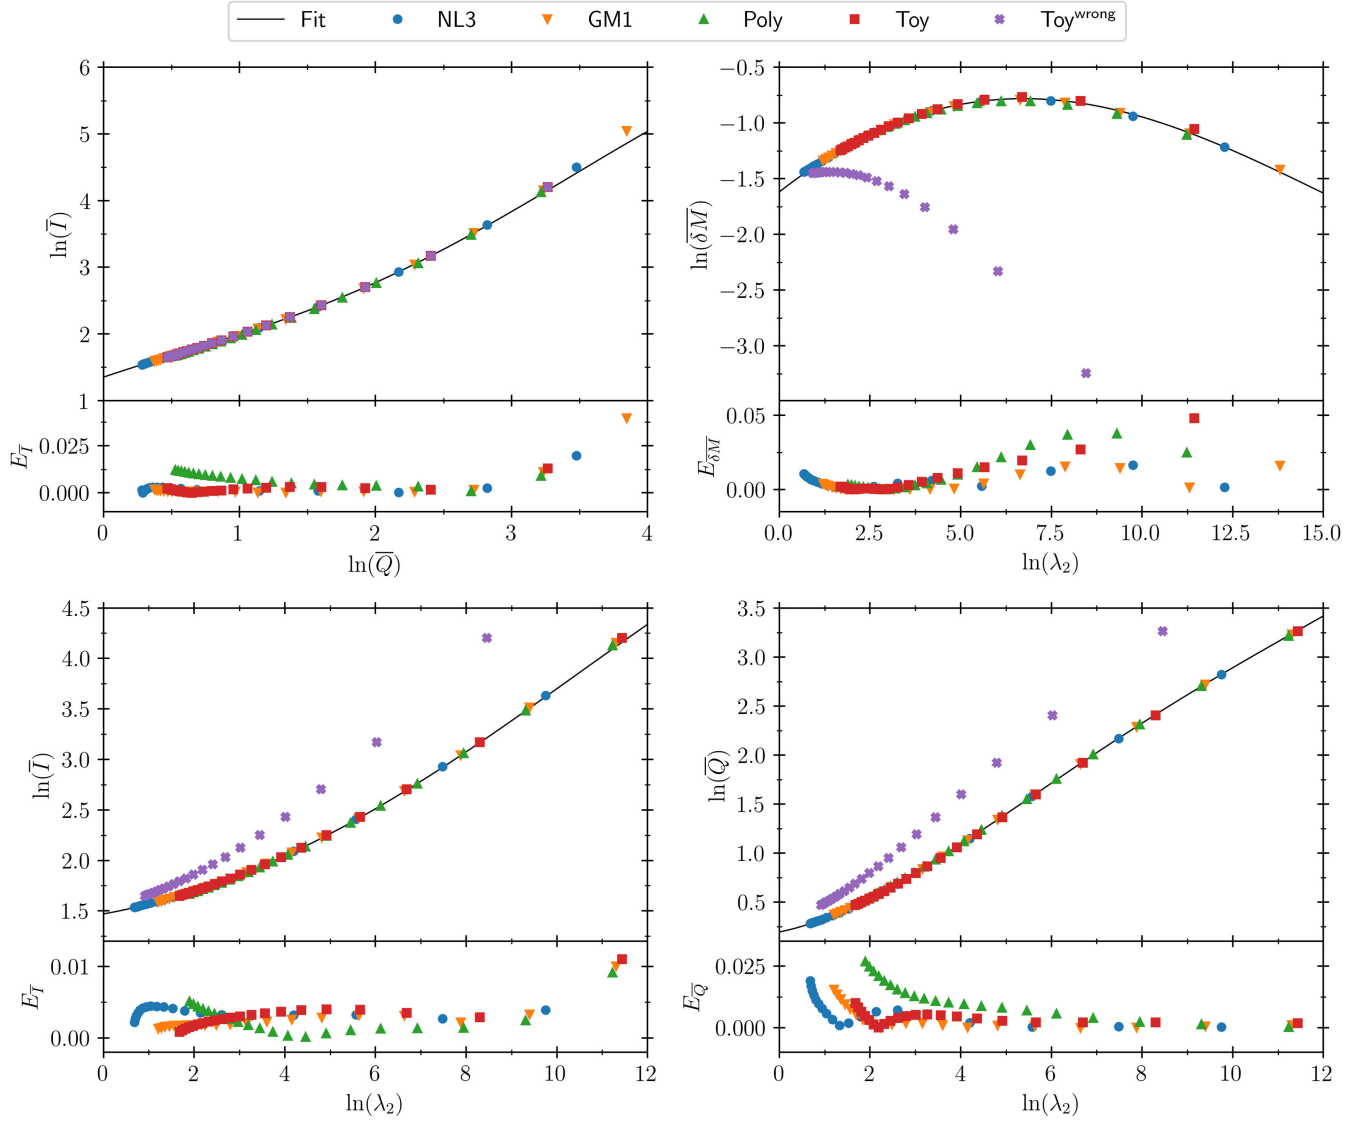 Fit NL3 GM1 Poly Toy Toy^wrong
6
5
4
3
2
1
ln(I̅)
0.025
0.000
E_I̅
0 1 2 3 4
ln(Q̅)
−0.5
−1.0
−1.5
−2.0
−2.5
−3.0
ln(δM̅)
0.05
0.00
E_δM̅
0.0 2.5 5.0 7.5 10.0 12.5 15.0
ln(λ₂)
4.5
4.0
3.5
3.0
2.5
2.0
1.5
ln(I̅)
0.01
0.00
E_I̅
0 2 4 6 8 10 12
ln(λ₂)
3.5
3.0
2.5
2.0
1.5
1.0
0.5
ln(Q̅)
0.025
0.000
E_Q̅
0 2 4 6 8 10 12
ln(λ₂)